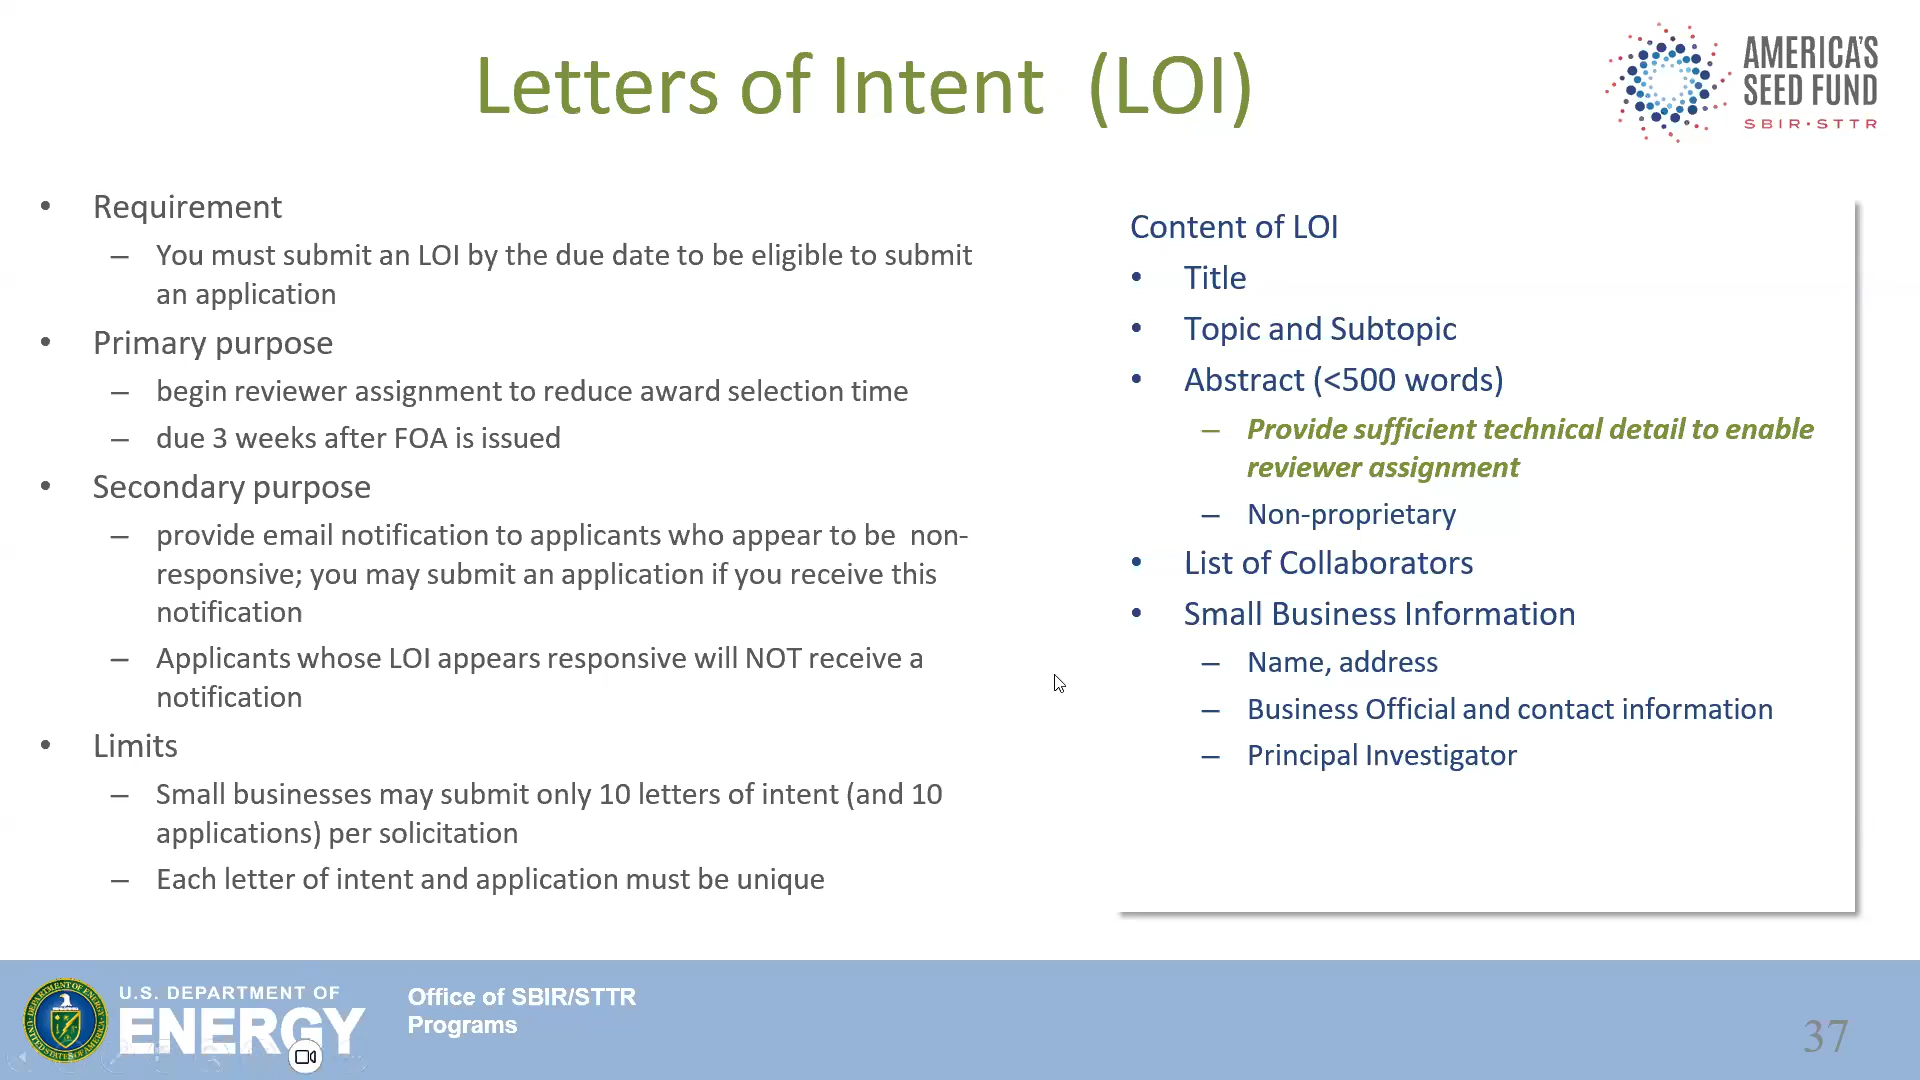 Letters of Intent (LOI)
AMERICA'S
SEED FUND
SBIR·STTR
• Requirement
– You must submit an LOI by the due date to be eligible to submit
an application
• Primary purpose
– begin reviewer assignment to reduce award selection time
– due 3 weeks after FOA is issued
• Secondary purpose
– provide email notification to applicants who appear to be non-
responsive; you may submit an application if you receive this
notification
– Applicants whose LOI appears responsive will NOT receive a
notification
• Limits
– Small businesses may submit only 10 letters of intent (and 10
applications) per solicitation
– Each letter of intent and application must be unique
Content of LOI
• Title
• Topic and Subtopic
• Abstract (<500 words)
– Provide sufficient technical detail to enable
reviewer assignment
– Non-proprietary
• List of Collaborators
• Small Business Information
– Name, address
– Business Official and contact information
– Principal Investigator
U.S. DEPARTMENT OF
ENERGY
Office of SBIR/STTR
Programs
37